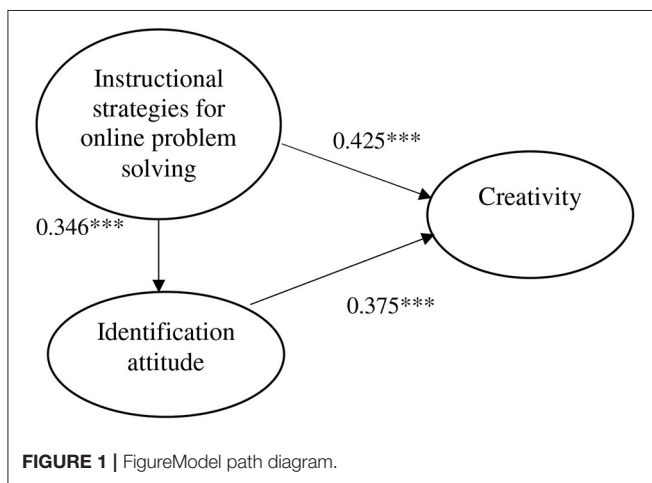 Instructional
strategies for
online problem
solving
0.425***
Creativity
0.346***
0.375***
Identification
attitude
FIGURE 1 | FigureModel path diagram.